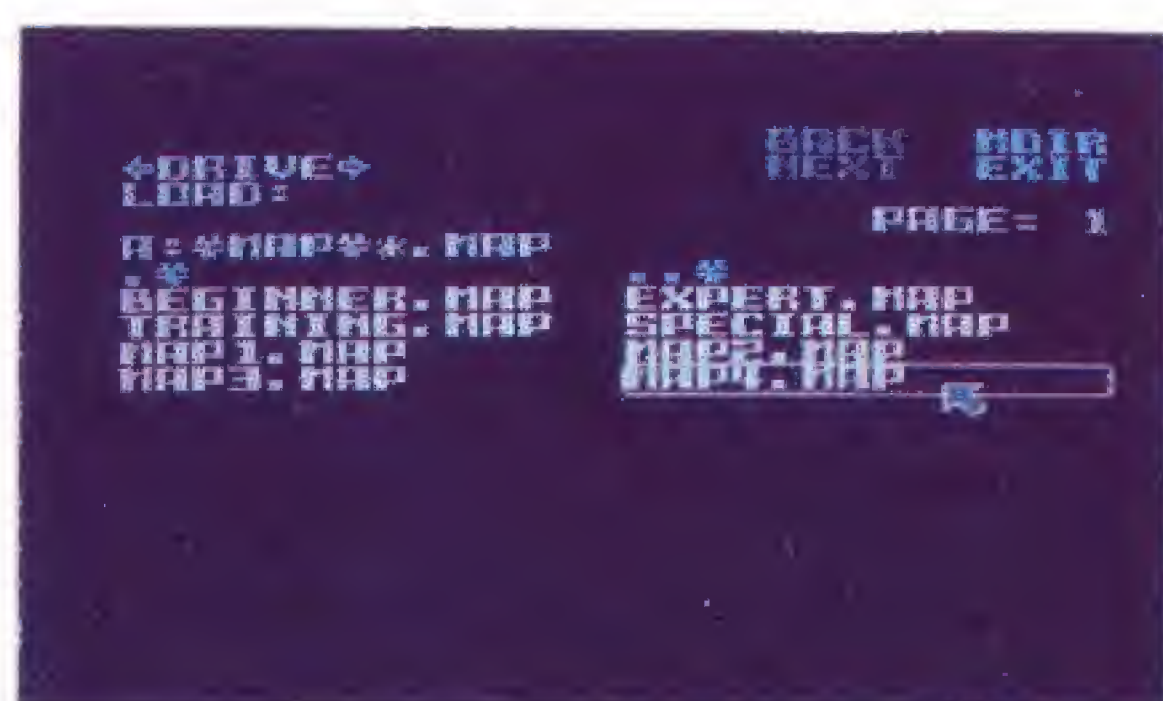 ←DRIVE→ BACK MDIR
LOAD: NEXT EXIT
PAGE= 1
A:*MAP**.MAP
.* ..*
BEGINNER.MAP EXPERT.MAP
TRAINING.MAP SPECIAL.MAP
MAP1.MAP MAP2.MAP
MAP3.MAP MAP4.MAP